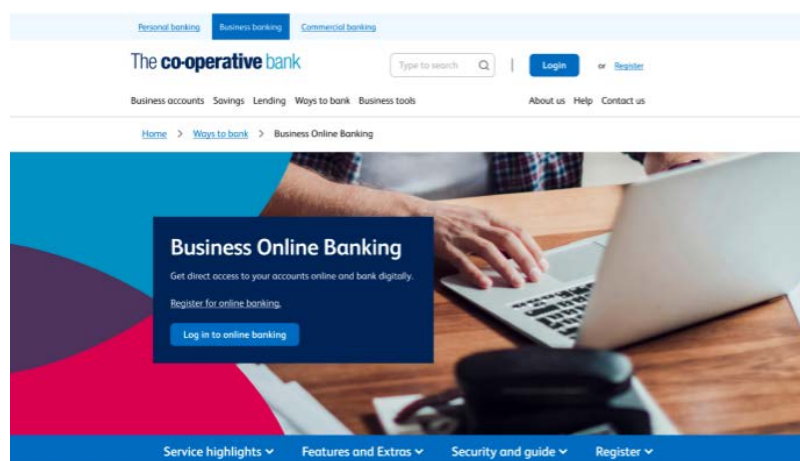 Personal banking Business banking Commercial banking
The co-operative bank
Type to search
Login or Register
Business accounts Savings Lending Ways to bank Business tools About us Help Contact us
Home > Ways to bank > Business Online Banking
Business Online Banking
Get direct access to your accounts online and bank digitally.
Register for online banking.
Log in to online banking
Service highlights Features and Extras Security and guide Register